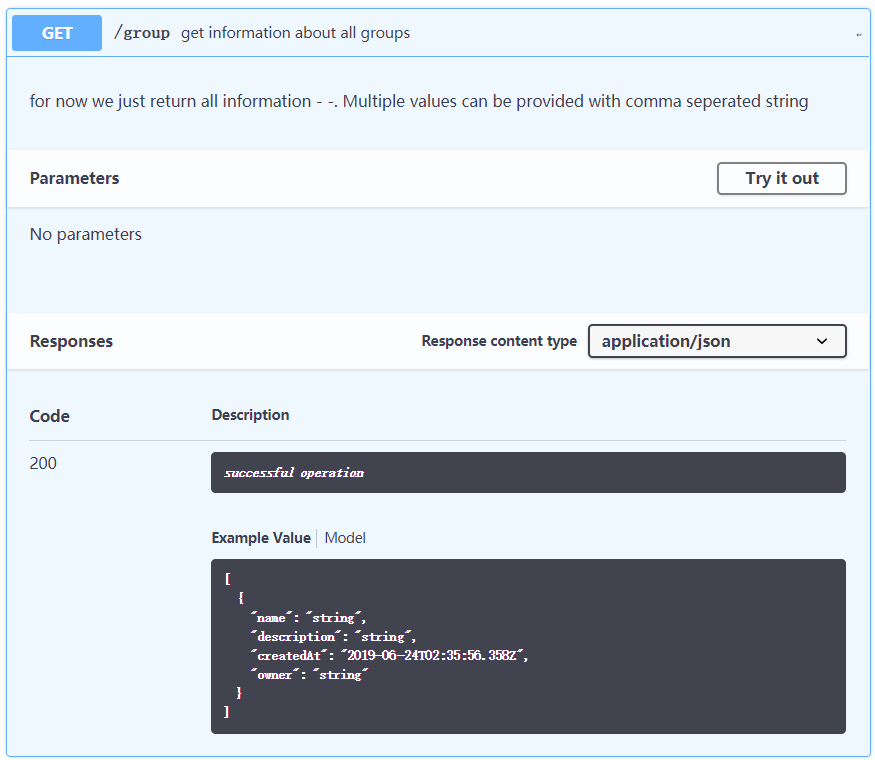 GET /group get information about all groups
for now we just return all information - -. Multiple values can be provided with comma seperated string
Parameters Try it out
No parameters
Responses Response content type application/json
Code Description
200 successful operation
Example Value Model
[
{
"name": "string",
"description": "string",
"createdAt": "2019-06-24T02:35:56.358Z",
"owner": "string"
}
]